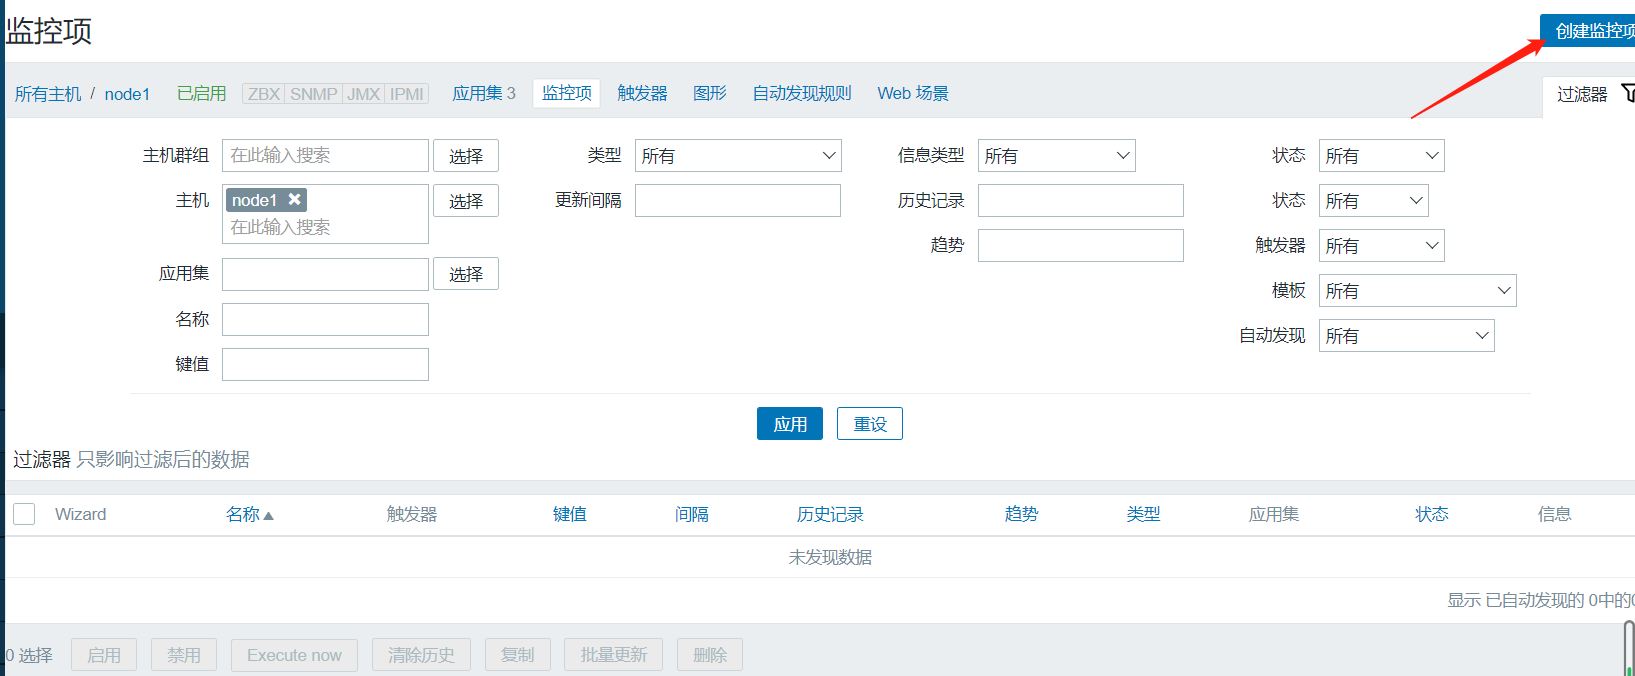 监控项
创建监控项
所有主机 / node1 已启用 ZBX SNMP JMX IPMI 应用集 3 监控项 触发器 图形 自动发现规则 Web 场景 过滤器
主机群组 在此输入搜索 选择 类型 所有 信息类型 所有 状态 所有
主机 node1 选择 更新间隔 历史记录 状态 所有
在此输入搜索
趋势 触发器 所有
应用集 选择 模板 所有
名称 自动发现 所有
键值
应用 重设
过滤器 只影响过滤后的数据
Wizard 名称 触发器 键值 间隔 历史记录 趋势 类型 应用集 状态 信息
未发现数据
显示 已自动发现的 0中的0
0 选择 启用 禁用 Execute now 清除历史 复制 批量更新 删除